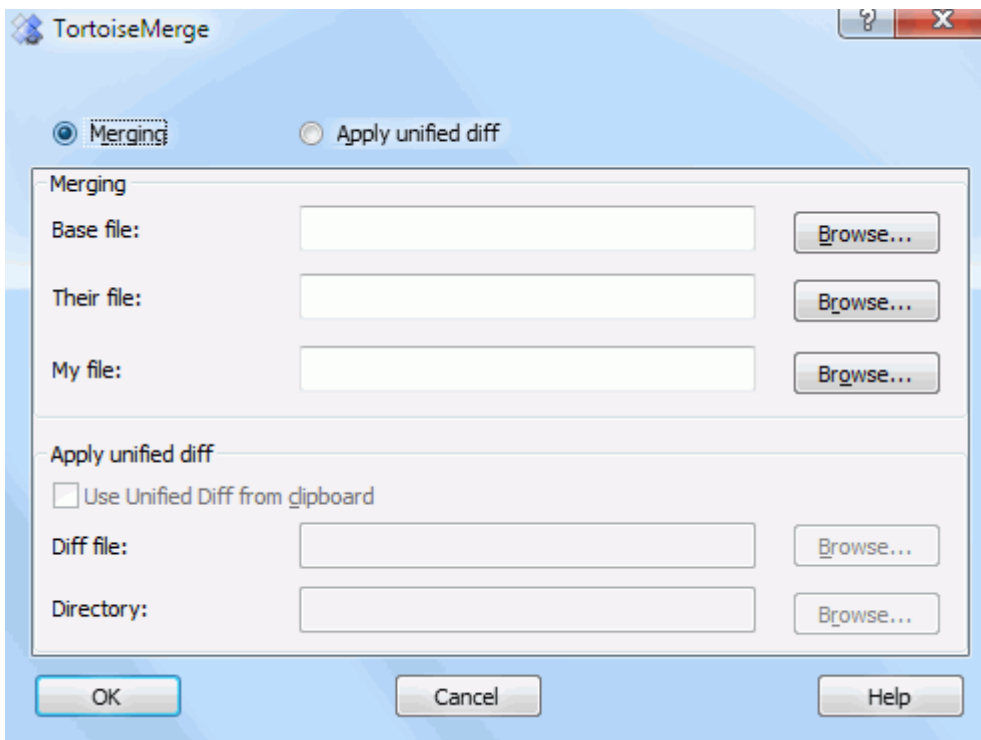 TortoiseMerge
Merging Apply unified diff
Merging
Base file: Browse...
Their file: Browse...
My file: Browse...
Apply unified diff
Use Unified Diff from clipboard
Diff file: Browse...
Directory: Browse...
OK Cancel Help